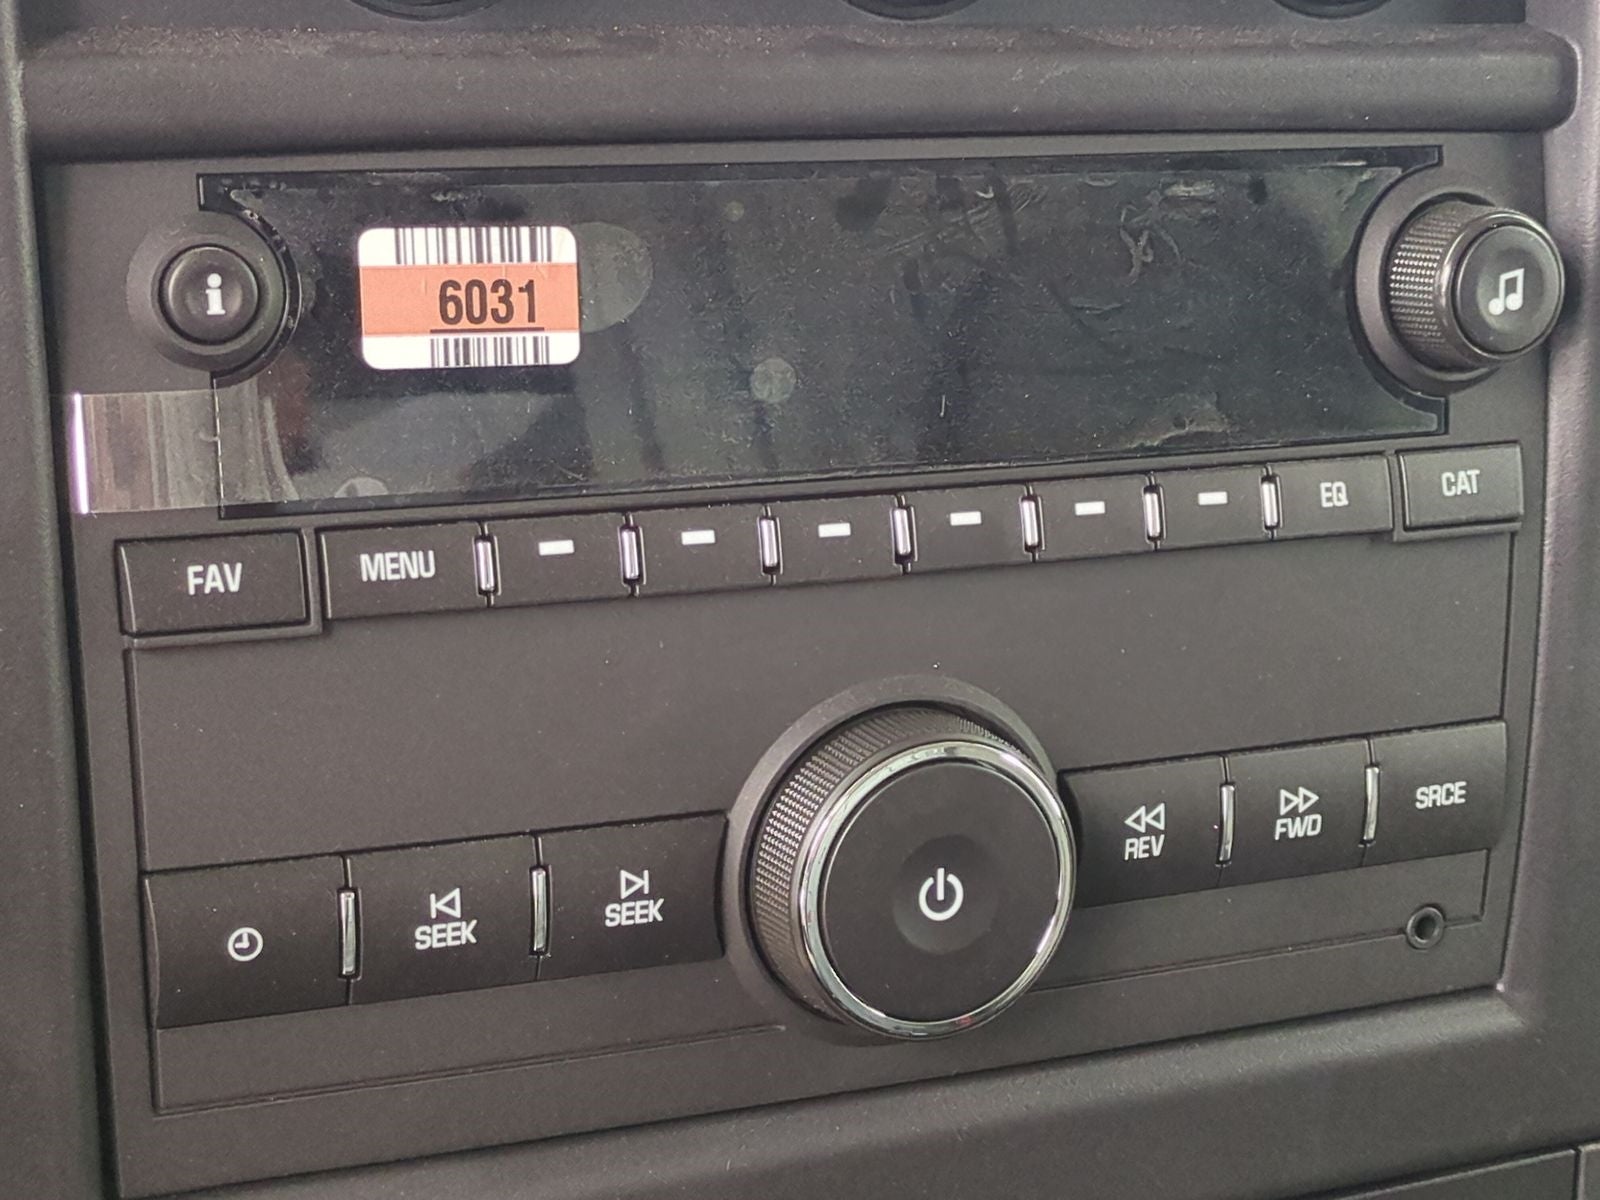 i
6031
FAV
MENU
EQ
CAT
SEEK
SEEK
REV
FWD
SRCE